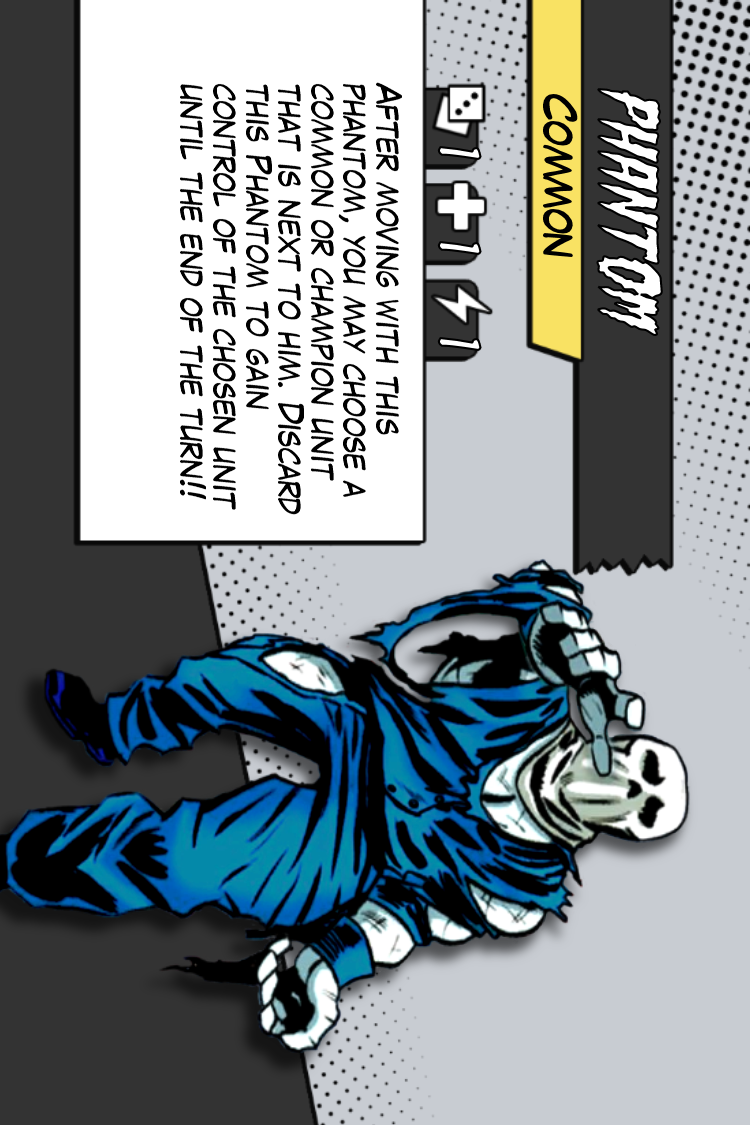 PHANTOM
COMMON
1 1 1
AFTER MOVING WITH THIS
PHANTOM, YOU MAY CHOOSE A
COMMON OR CHAMPION UNIT
THAT IS NEXT TO HIM. DISCARD
THIS PHANTOM TO GAIN
CONTROL OF THE CHOSEN UNIT
UNTIL THE END OF THE TURN!!